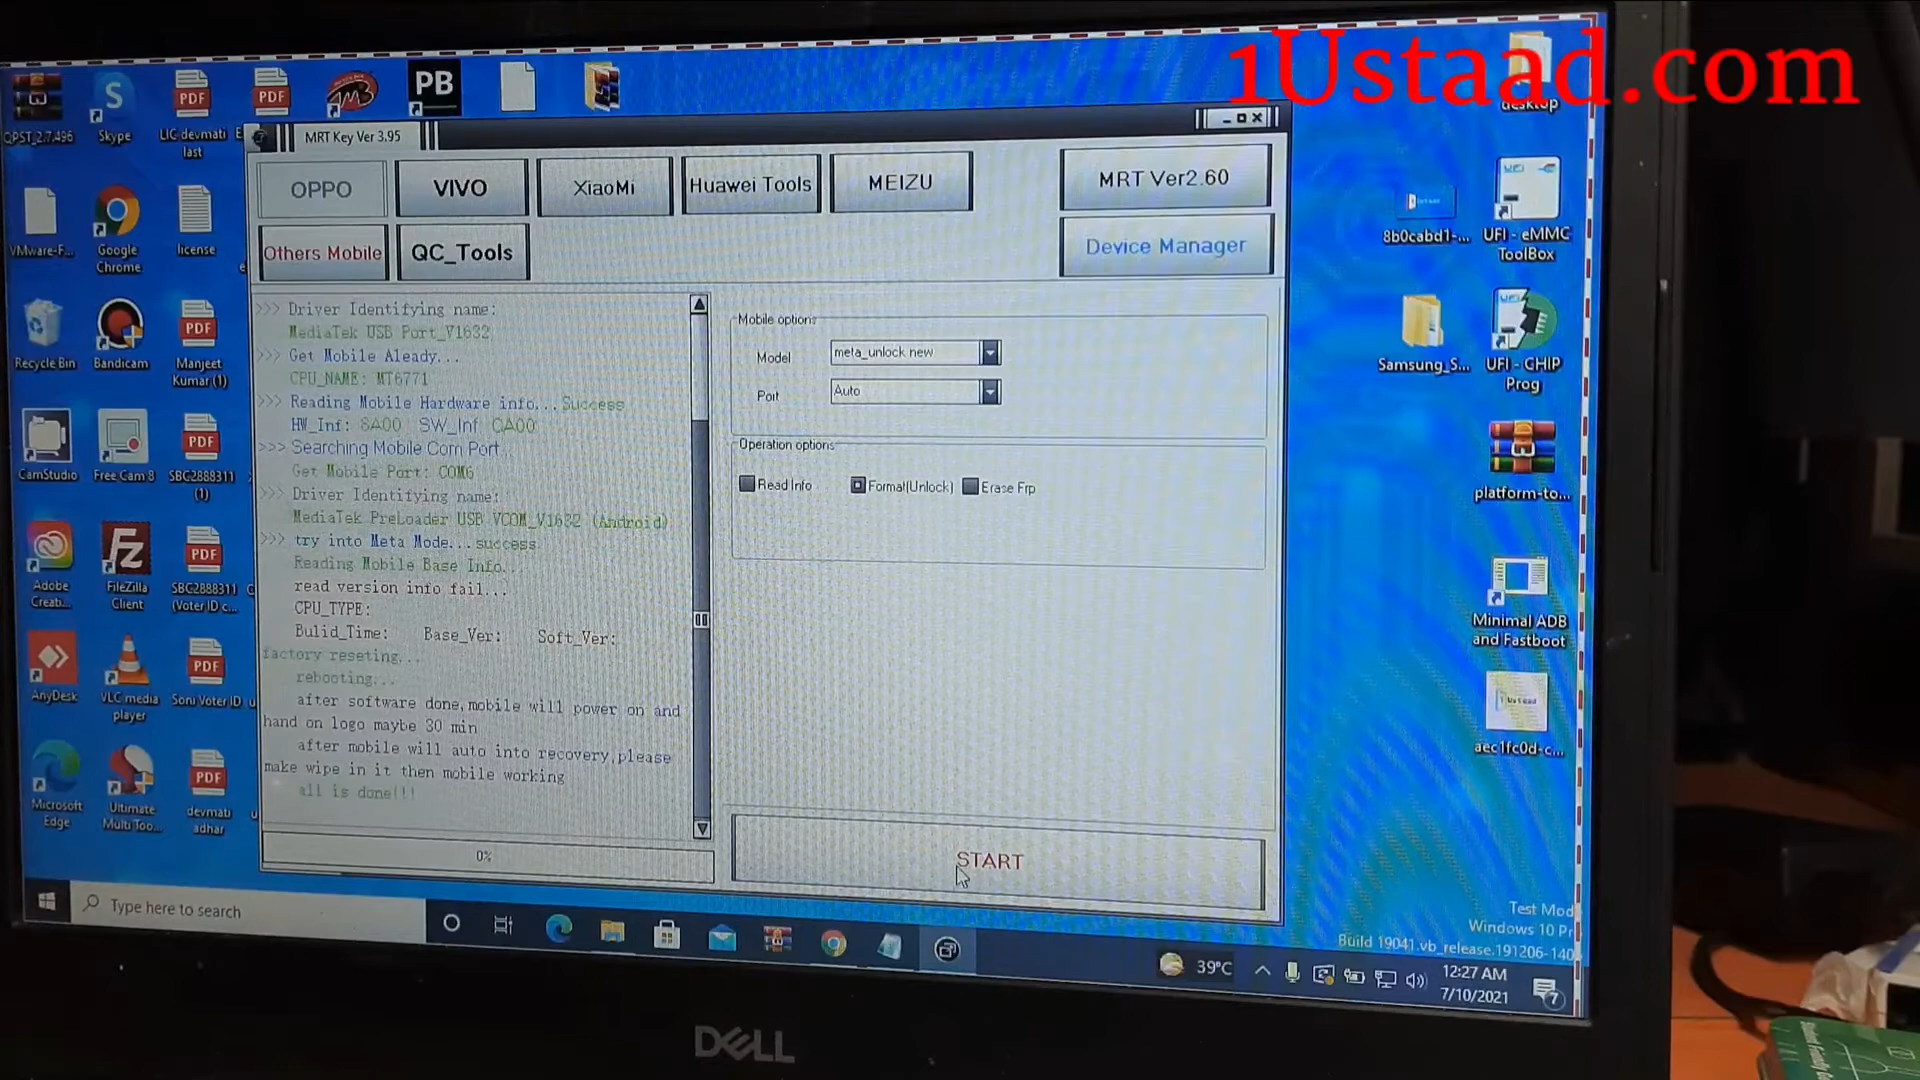 1Ustaad.com
PB
desktop
QPST_2.7.496
Skype
LIC devmati
last
MRT Key Ver 3.95
OPPO
VIVO
XiaoMi
Huawei Tools
MEIZU
MRT Ver2.60
Others Mobile
QC_Tools
Device Manager
VMware-F...
Google
Chrome
license
8b0cabd1-...
UFI - eMMC
ToolBox
>>> Driver Identifying name:
MediaTek USB Port_V1632
>>> Get Mobile Aleady...
CPU_NAME: MT6771
>>> Reading Mobile Hardware info...Success
HW_Inf: 8A00 SW_Inf CA00
>>> Searching Mobile Com Port...
Get Mobile Port: COM6
>>> Driver Identifying name:
MediaTek PreLoader USB VCOM_V1632 (Android)
>>> try into Meta Mode...success
Reading Mobile Base Info...
read version info fail...
CPU_TYPE:
Bulid_Time: Base_Ver: Soft_Ver:
factory reseting...
rebooting...
after software done,mobile will power on and
hand on logo maybe 30 min
after mobile will auto into recovery,please
make wipe in it then mobile working
all is done!!!
0%
Mobile options
Model
meta_unlock new
Port
Auto
Operation options
Read Info
Format(Unlock)
Erase Frp
START
Recycle Bin
Bandicam
Manjeet
Kumar (1)
Samsung_S...
UFI - CHIP
Prog
CamStudio
Free Cam 8
SBC2888311
(1)
platform-to...
Adobe
Creati...
FileZilla
Client
SBC2888311
(Voter ID c...
Minimal ADB
and Fastboot
AnyDesk
VLC media
player
Soni Voter ID
aec1fc0d-c...
Microsoft
Edge
Ultimate
Multi Too...
devmati
adhar
PDF
PDF
PDF
PDF
PDF
PDF
PDF
Type here to search
Test Mod
Windows 10 Pr
Build 19041.vb_release.191206-140
39°C
12:27 AM
7/10/2021
7
DELL